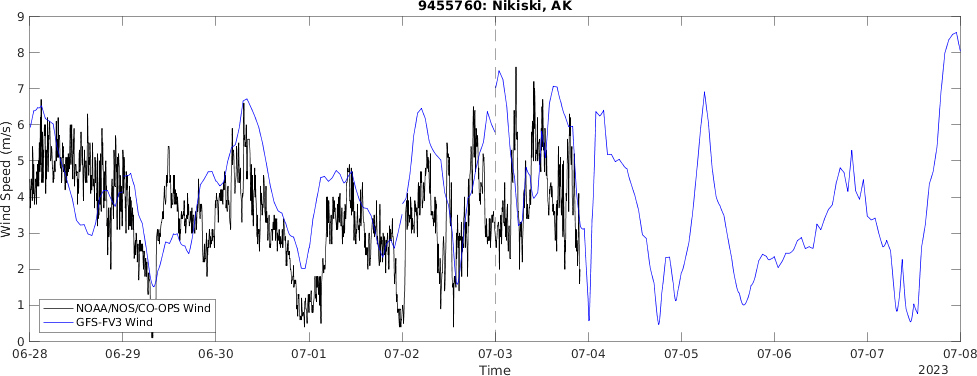 9455760: Nikiski, AK
Wind Speed (m/s)
9
8
7
6
5
4
3
2
1
0
NOAA/NOS/CO-OPS Wind
GFS-FV3 Wind
06-28 06-29 06-30 07-01 07-02 07-03 07-04 07-05 07-06 07-07 07-08
Time
2023